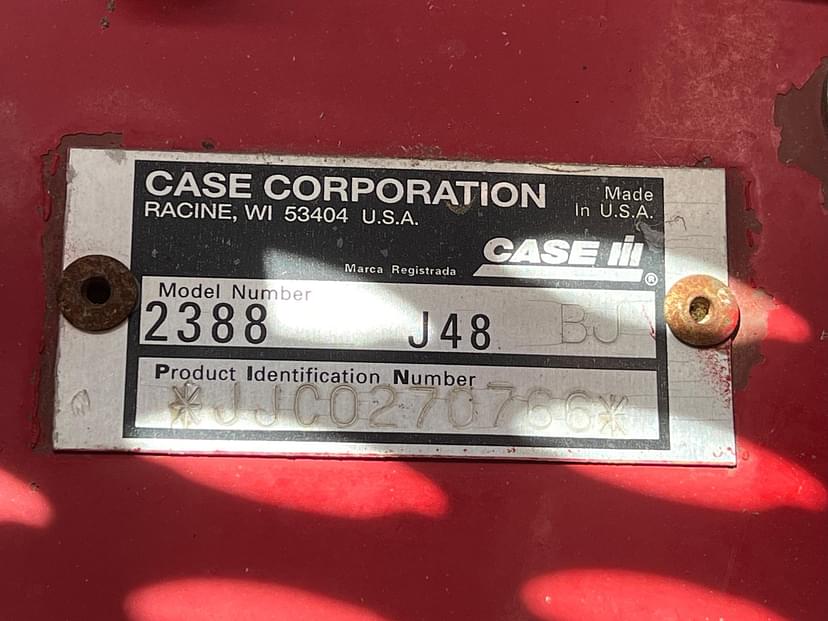 CASE CORPORATION
RACINE, WI 53404 U.S.A.
Made
In U.S.A.
CASE IH
Marca Registrada
®
Model Number
2388 J48 BJ
Product Identification Number
*JJC0270766*